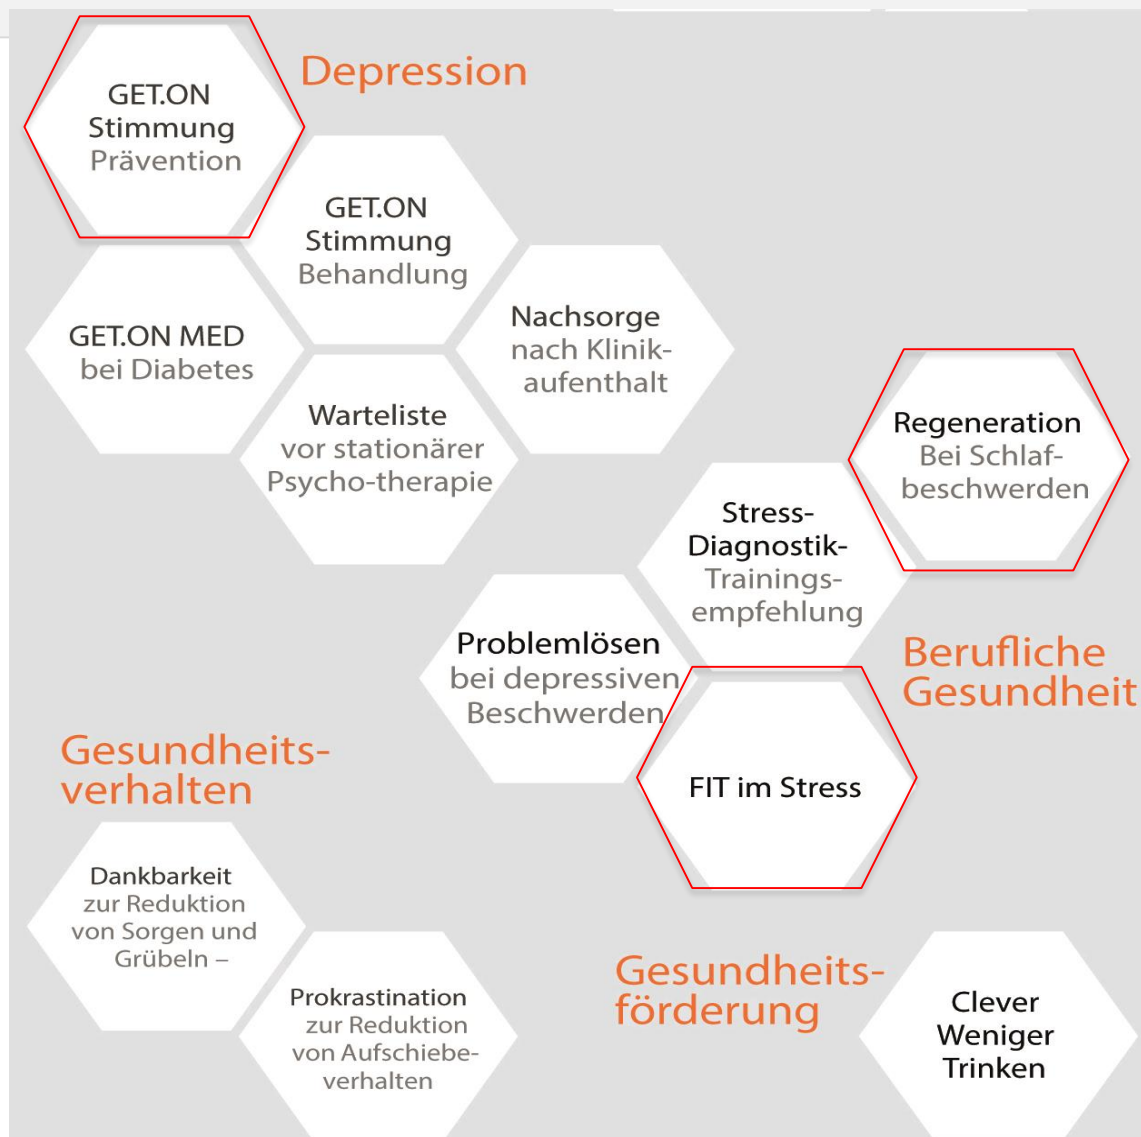 Depression
GET.ON
Stimmung
Prävention
GET.ON
Stimmung
Behandlung
GET.ON MED
bei Diabetes
Nachsorge
nach Klinik-
aufenthalt
Warteliste
vor stationärer
Psycho-therapie
Regeneration
Bei Schlaf-
beschwerden
Stress-
Diagnostik-
Trainings-
empfehlung
Problemlösen
bei depressiven
Beschwerden
Berufliche
Gesundheit
FIT im Stress
Gesundheits-
verhalten
Dankbarkeit
zur Reduktion
von Sorgen und
Grübeln –
Prokrastination
zur Reduktion
von Aufschiebe-
verhalten
Gesundheits-
förderung
Clever
Weniger
Trinken